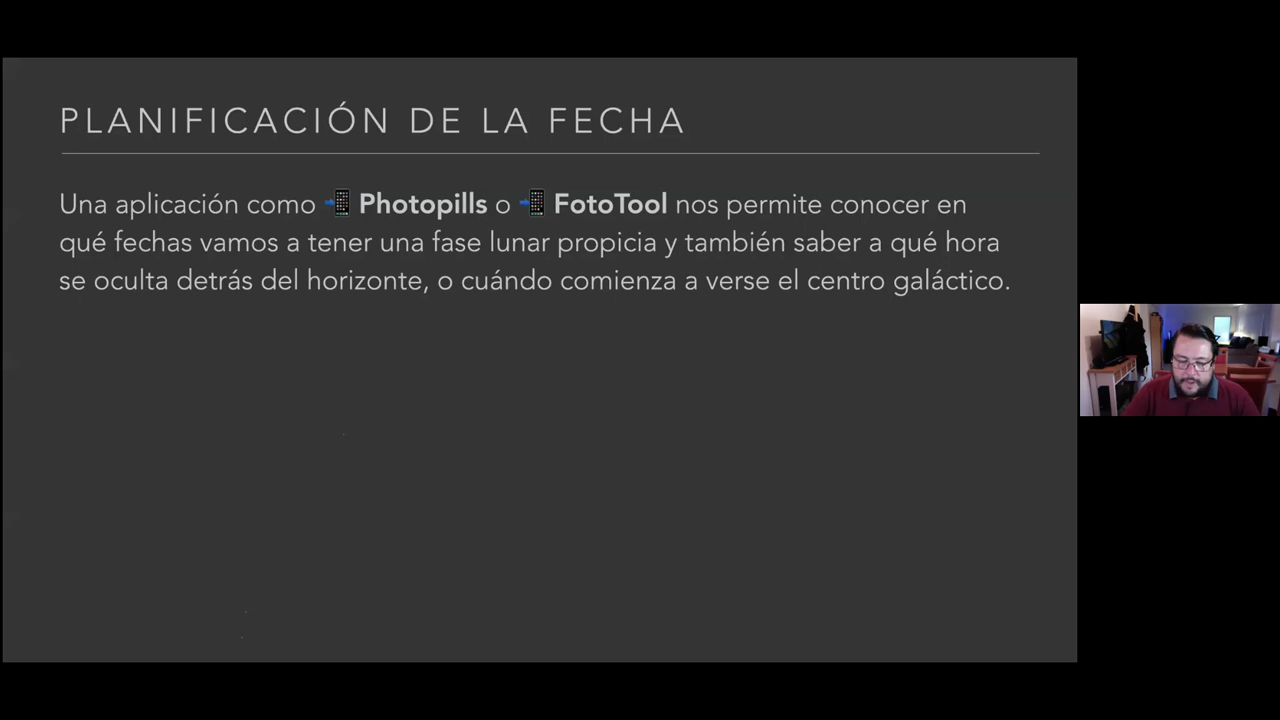 PLANIFICACIÓN DE LA FECHA
Una aplicación como 📲 Photopills o 📲 FotoTool nos permite conocer en
qué fechas vamos a tener una fase lunar propicia y también saber a qué hora
se oculta detrás del horizonte, o cuándo comienza a verse el centro galáctico.